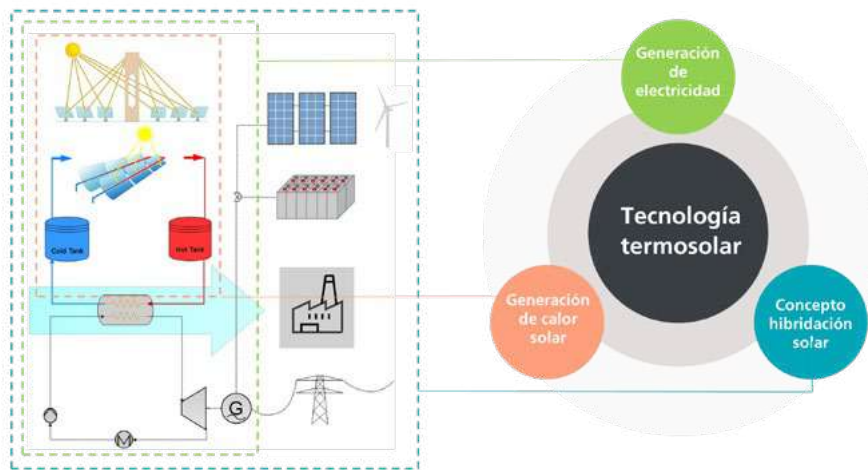 Cold Tank
Hot Tank
G
M
Generación
de
electricidad
Tecnología
termosolar
Generación
de calor
solar
Concepto
hibridación
solar